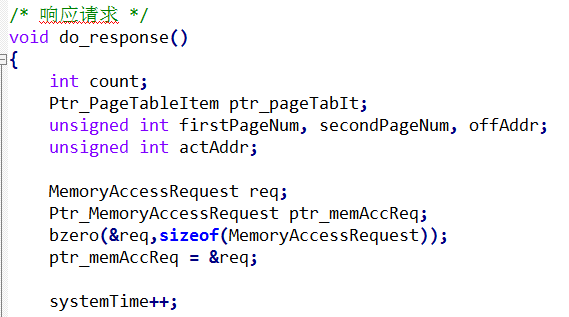 /* 响应请求 */
void do_response()
{
    int count;
    Ptr_PageTableItem ptr_pageTabIt;
    unsigned int firstPageNum, secondPageNum, offAddr;
    unsigned int actAddr;

    MemoryAccessRequest req;
    Ptr_MemoryAccessRequest ptr_memAccReq;
    bzero(&req,sizeof(MemoryAccessRequest));
    ptr_memAccReq = &req;

    systemTime++;